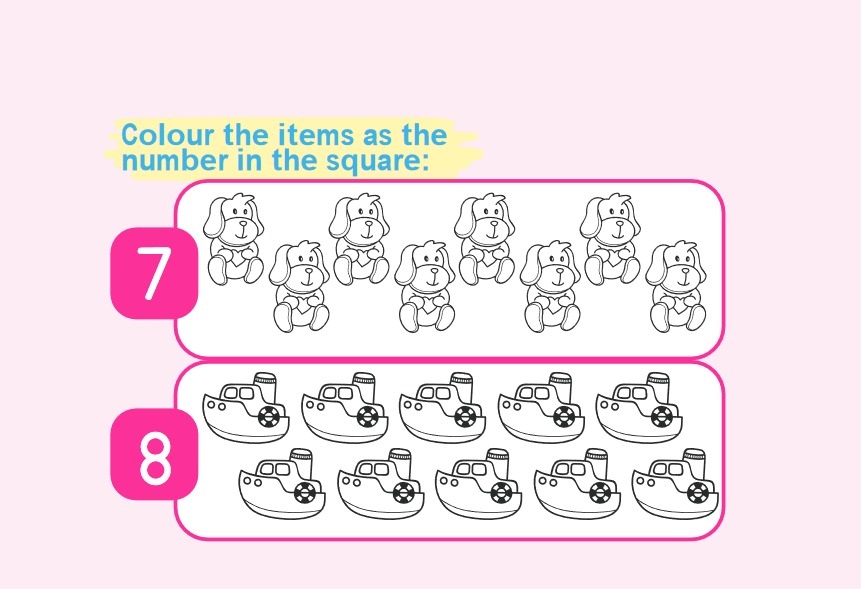 Colour the items as the
number in the square:
7
8